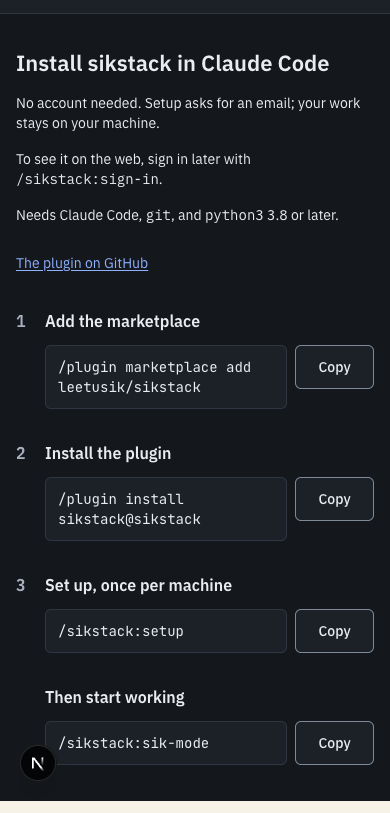 Install sikstack in Claude Code
No account needed. Setup asks for an email; your work
stays on your machine.
To see it on the web, sign in later with
/sikstack:sign-in.
Needs Claude Code, git, and python3 3.8 or later.
The plugin on GitHub
1 Add the marketplace
/plugin marketplace add
leetusik/sikstack
Copy
2 Install the plugin
/plugin install
sikstack@sikstack
Copy
3 Set up, once per machine
/sikstack:setup
Copy
Then start working
/sikstack:sik-mode
Copy
N